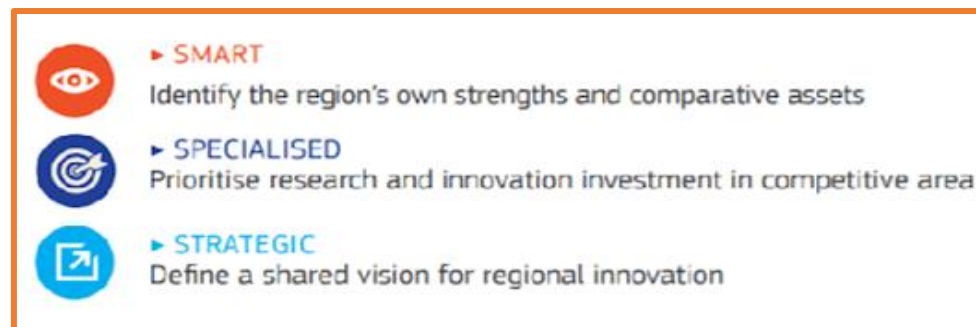 ▸ SMART
Identify the region's own strengths and comparative assets
▸ SPECIALISED
Prioritise research and innovation investment in competitive area
▸ STRATEGIC
Define a shared vision for regional innovation